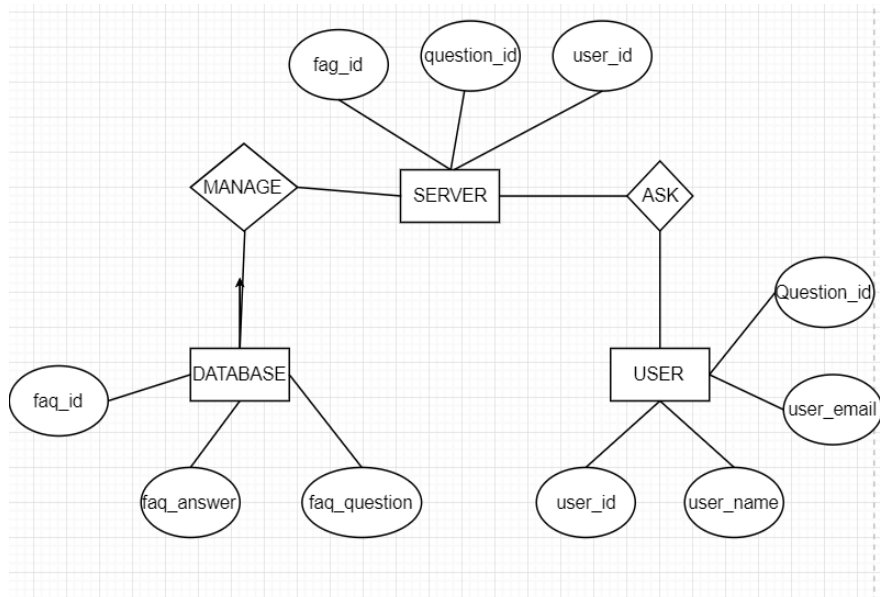 fag_id
question_id
user_id
MANAGE
SERVER
ASK
Question_id
DATABASE
USER
faq_id
user_email
faq_answer
faq_question
user_id
user_name